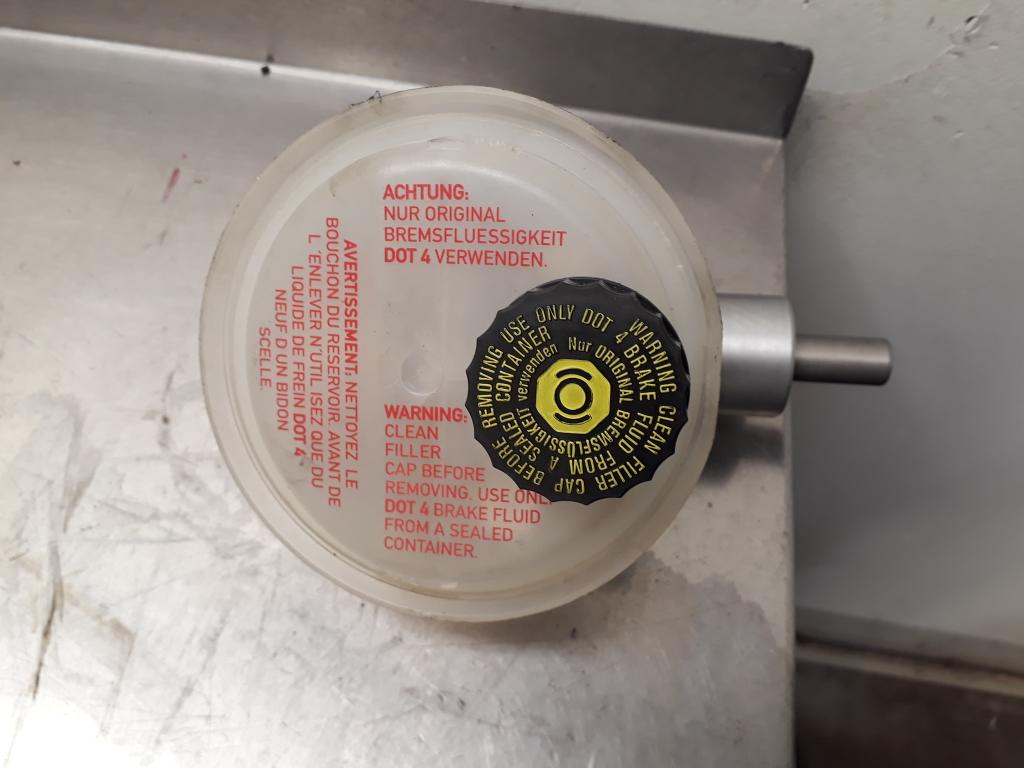 ACHTUNG:
NUR ORIGINAL
BREMSFLUESSIGKEIT
DOT 4 VERWENDEN.
AVERTISSEMENT: NETTOYEZ LE
BOUCHON DU RESERVOIR. AVANT DE
L 'ENLEVER N'UTIL ISEZ QUE DU
LIQUIDE DE FREIN DOT 4
NEUF D UN BIDON
SCELLE.
WARNING:
CLEAN
FILLER
CAP BEFORE
REMOVING. USE ONL
DOT 4 BRAKE FLUID
FROM A SEALED
CONTAINER.
WARNING CLEAN FILLER CAP BEFORE REMOVING USE ONLY DOT
4 BRAKE FLUID FROM A SEALED CONTAINER
Nur ORIGINAL BREMSFLÜSSIGKEIT verwenden